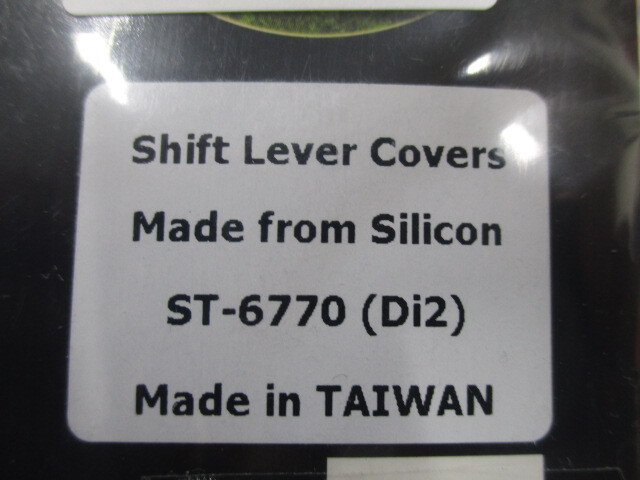 Shift Lever Covers
Made from Silicon
ST-6770 (Di2)
Made in TAIWAN